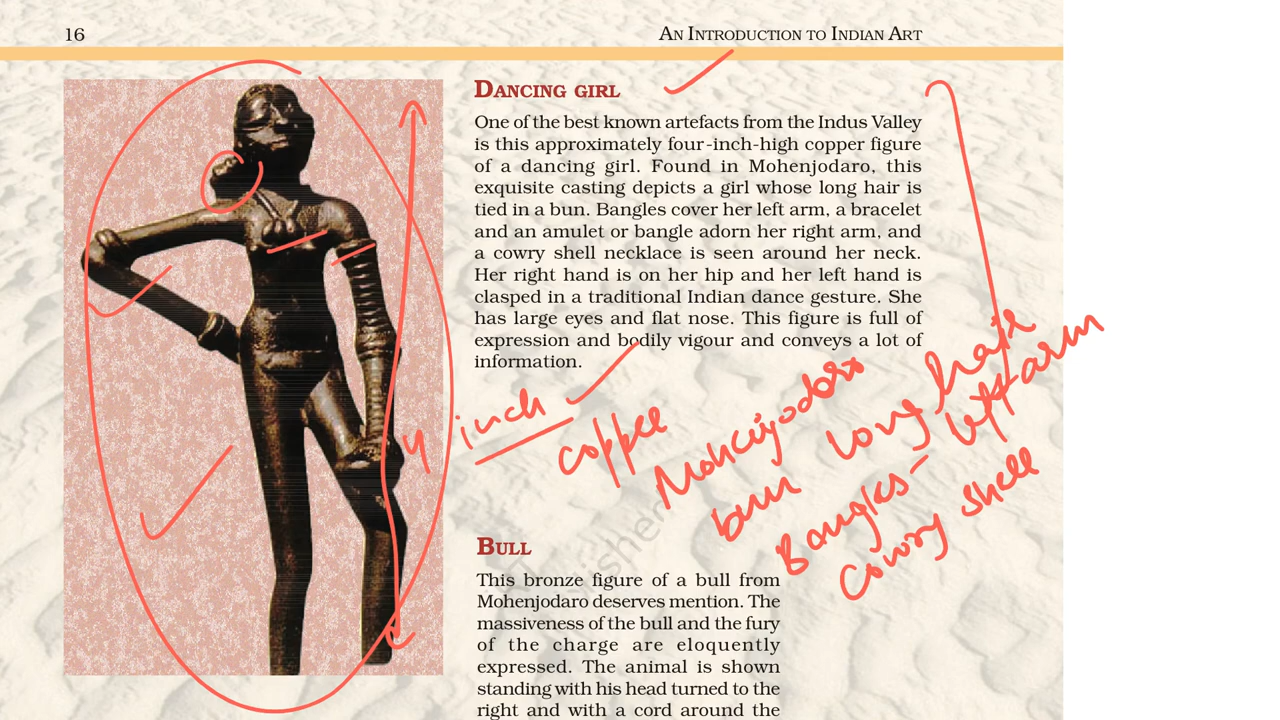 16
AN INTRODUCTION TO INDIAN ART
DANCING GIRL
One of the best known artefacts from the Indus Valley
is this approximately four-inch-high copper figure
of a dancing girl. Found in Mohenjodaro, this
exquisite casting depicts a girl whose long hair is
tied in a bun. Bangles cover her left arm, a bracelet
and an amulet or bangle adorn her right arm, and
a cowry shell necklace is seen around her neck.
Her right hand is on her hip and her left hand is
clasped in a traditional Indian dance gesture. She
has large eyes and flat nose. This figure is full of
expression and bodily vigour and conveys a lot of
information.
4 inch
Mohenjodaro
bun long hair
Bangles - left arm
Cowry shell
BULL
This bronze figure of a bull from
Mohenjodaro deserves mention. The
massiveness of the bull and the fury
of the charge are eloquently
expressed. The animal is shown
standing with his head turned to the
right and with a cord around the